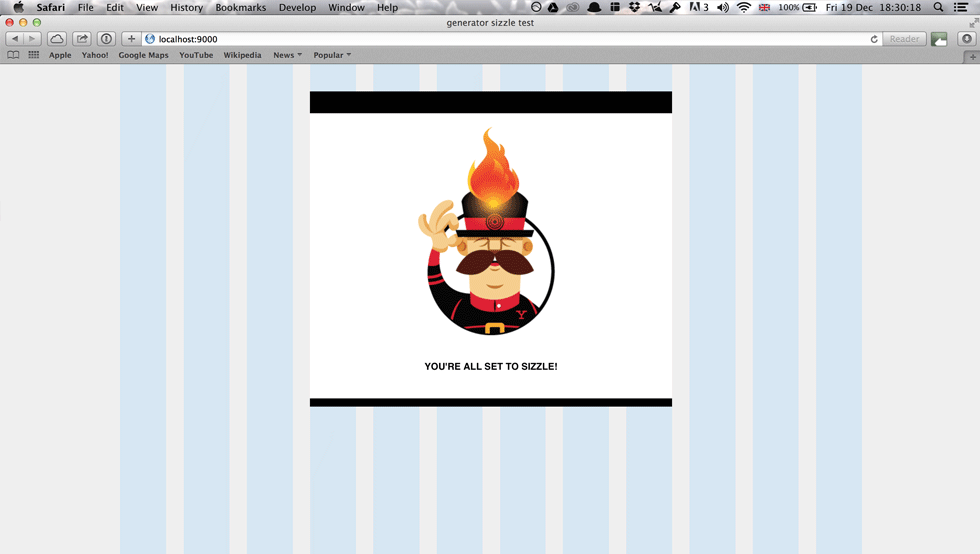 Safari File Edit View History Bookmarks Develop Window Help 3 100% Fri 19 Dec 18:30:18
generator sizzle test
localhost:9000 Reader
Apple Yahoo! Google Maps YouTube Wikipedia News Popular
Y
YOU'RE ALL SET TO SIZZLE!